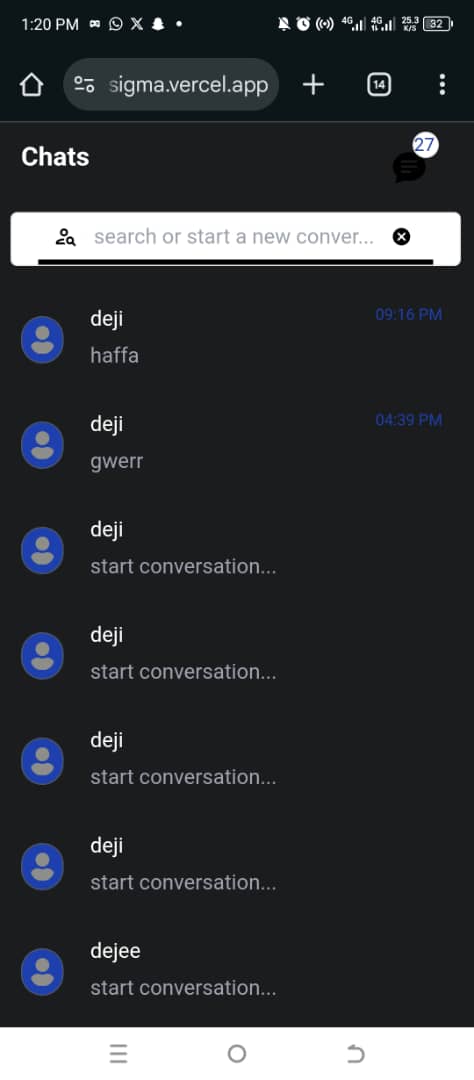 1:20 PM
4G 4G 25.3 K/S 32
sigma.vercel.app
14
Chats
27
search or start a new conver...
deji
09:16 PM
haffa
deji
04:39 PM
gwerr
deji
start conversation...
deji
start conversation...
deji
start conversation...
deji
start conversation...
dejee
start conversation...